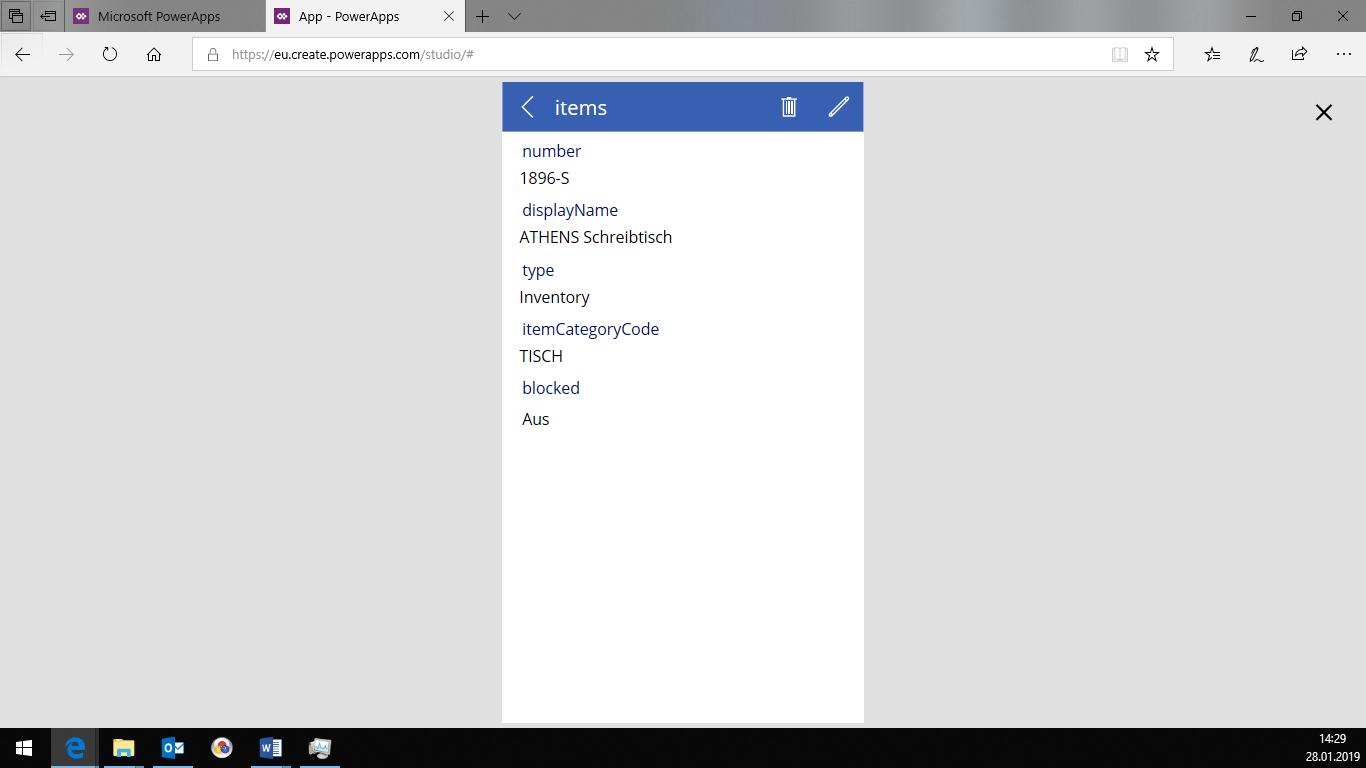 Microsoft PowerApps
App - PowerApps
https://eu.create.powerapps.com/studio/#
items
number
1896-S
displayName
ATHENS Schreibtisch
type
Inventory
itemCategoryCode
TISCH
blocked
Aus
14:29
28.01.2019